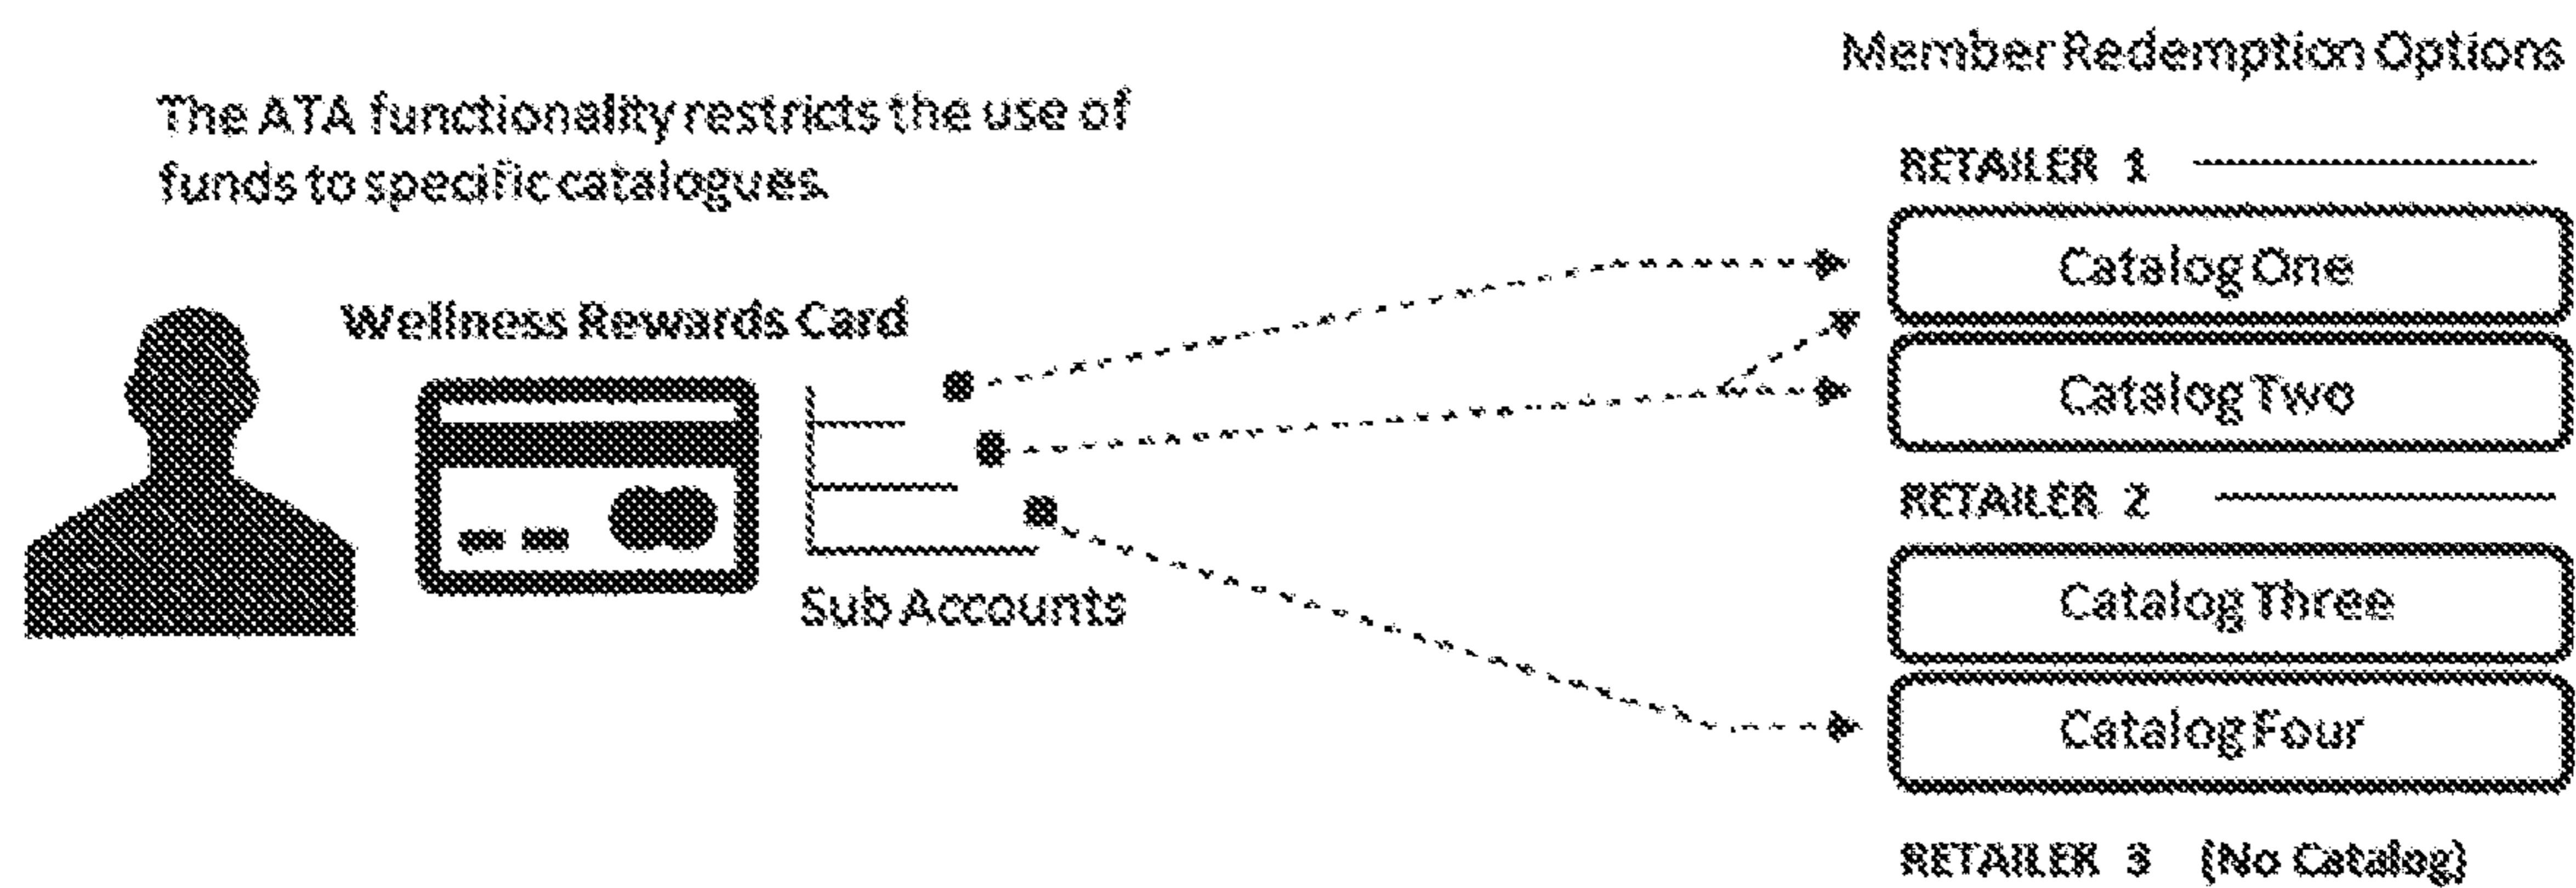 Member Redemption Options
The ATA functionality restricts the use of
funds to specific catalogues.
RETAILER 1
Catalog One
Wellness Rewards Card
Catalog Two
RETAILER 2
Sub Accounts
Catalog Three
Catalog Four
RETAILER 3 (No Catalog)